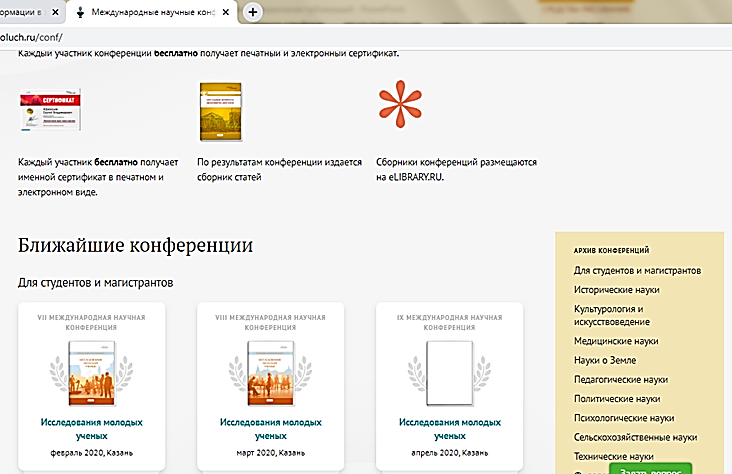 ормации в
Международные научные конф
oluch.ru/conf/
Каждый участник конференции бесплатно получает печатный и электронный сертификат.
СЕРТИФИКАТ
Каждый участник бесплатно получает
именной сертификат в печатном и
электронном виде.
По результатам конференции издается
сборник статей
Сборники конференций размещаются
на eLIBRARY.RU.
Ближайшие конференции
Для студентов и магистрантов
VII МЕЖДУНАРОДНАЯ НАУЧНАЯ
КОНФЕРЕНЦИЯ
Исследования молодых
ученых
февраль 2020, Казань
VIII МЕЖДУНАРОДНАЯ НАУЧНАЯ
КОНФЕРЕНЦИЯ
Исследования молодых
ученых
март 2020, Казань
IX МЕЖДУНАРОДНАЯ НАУЧНАЯ
КОНФЕРЕНЦИЯ
Исследования молодых
ученых
апрель 2020, Казань
АРХИВ КОНФЕРЕНЦИЙ
Для студентов и магистрантов
Исторические науки
Культурология и
искусствоведение
Медицинские науки
Науки о Земле
Педагогические науки
Политические науки
Психологические науки
Сельскохозяйственные науки
Технические науки
Задать вопрос